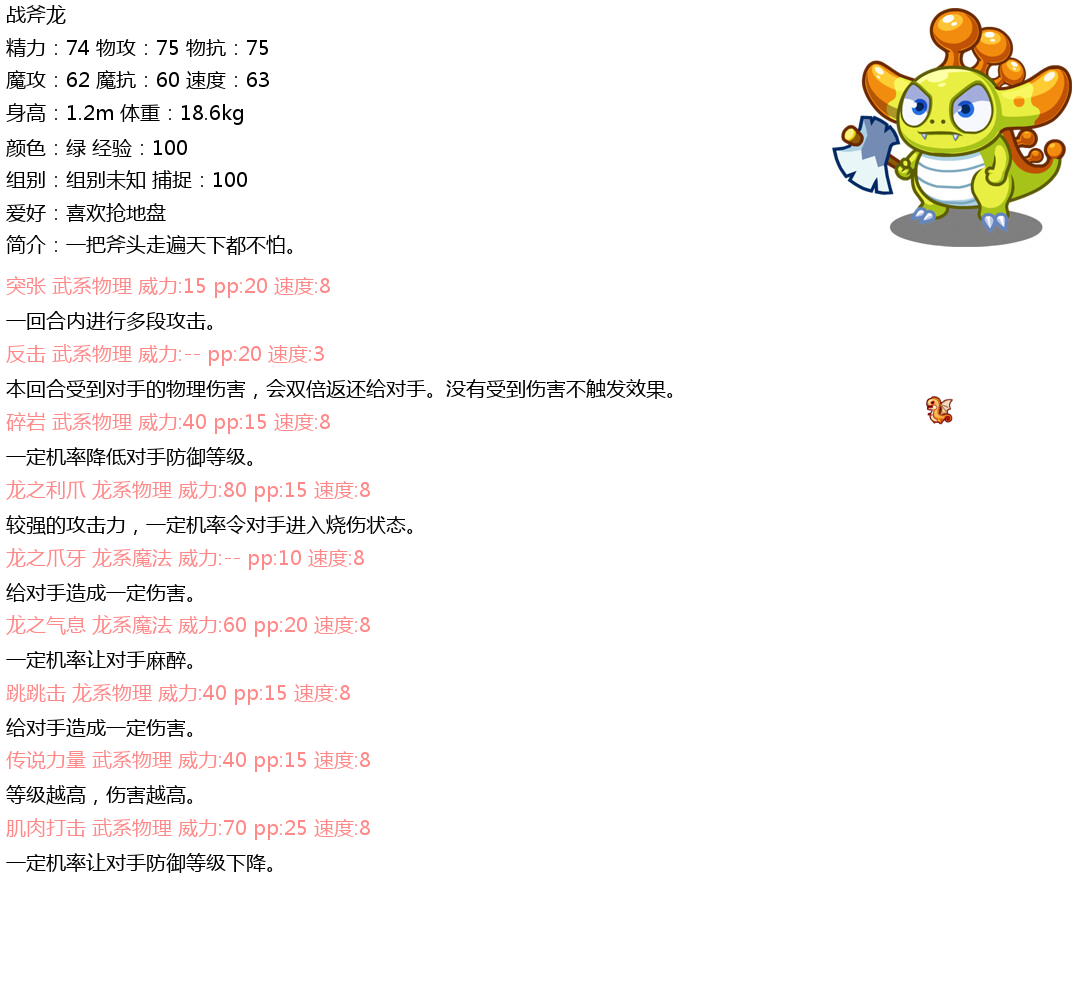 战斧龙
精力：74 物攻：75 物抗：75
魔攻：62 魔抗：60 速度：63
身高：1.2m 体重：18.6kg
颜色：绿 经验：100
组别：组别未知 捕捉：100
爱好：喜欢抢地盘
简介：一把斧头走遍天下都不怕。
突张 武系物理 威力:15 pp:20 速度:8
一回合内进行多段攻击。
反击 武系物理 威力:-- pp:20 速度:3
本回合受到对手的物理伤害，会双倍返还给对手。没有受到伤害不触发效果。
碎岩 武系物理 威力:40 pp:15 速度:8
一定机率降低对手防御等级。
龙之利爪 龙系物理 威力:80 pp:15 速度:8
较强的攻击力，一定机率令对手进入烧伤状态。
龙之爪牙 龙系魔法 威力:-- pp:10 速度:8
给对手造成一定伤害。
龙之气息 龙系魔法 威力:60 pp:20 速度:8
一定机率让对手麻醉。
跳跳击 龙系物理 威力:40 pp:15 速度:8
给对手造成一定伤害。
传说力量 武系物理 威力:40 pp:15 速度:8
等级越高，伤害越高。
肌肉打击 武系物理 威力:70 pp:25 速度:8
一定机率让对手防御等级下降。